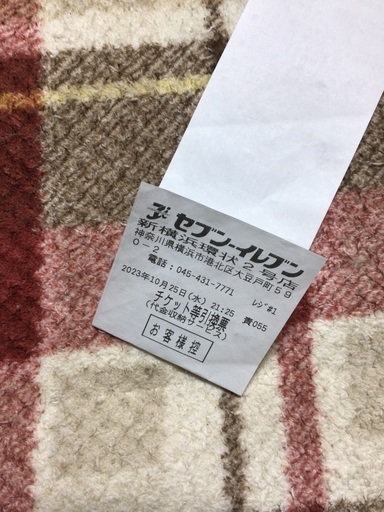 セブン-イレブン
新横浜環状2号店
神奈川県横浜市港北区大豆戸町59
0-2
電話:045-431-7771 レジ#1
2023年10月25日(水) 21:25 責065
チケット等引換票
(代金収納サービス)
お客様控